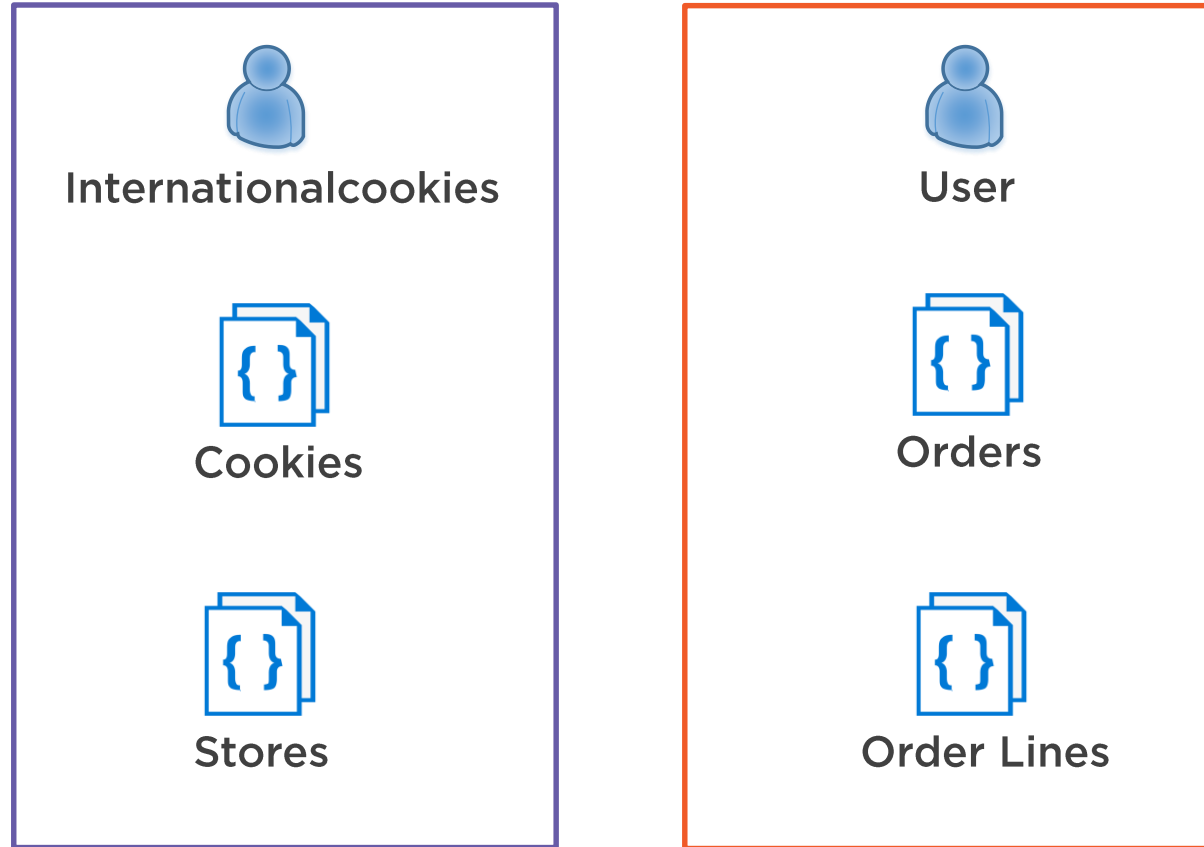 Internationalcookies
{ }
Cookies
{ }
Stores
User
{ }
Orders
{ }
Order Lines